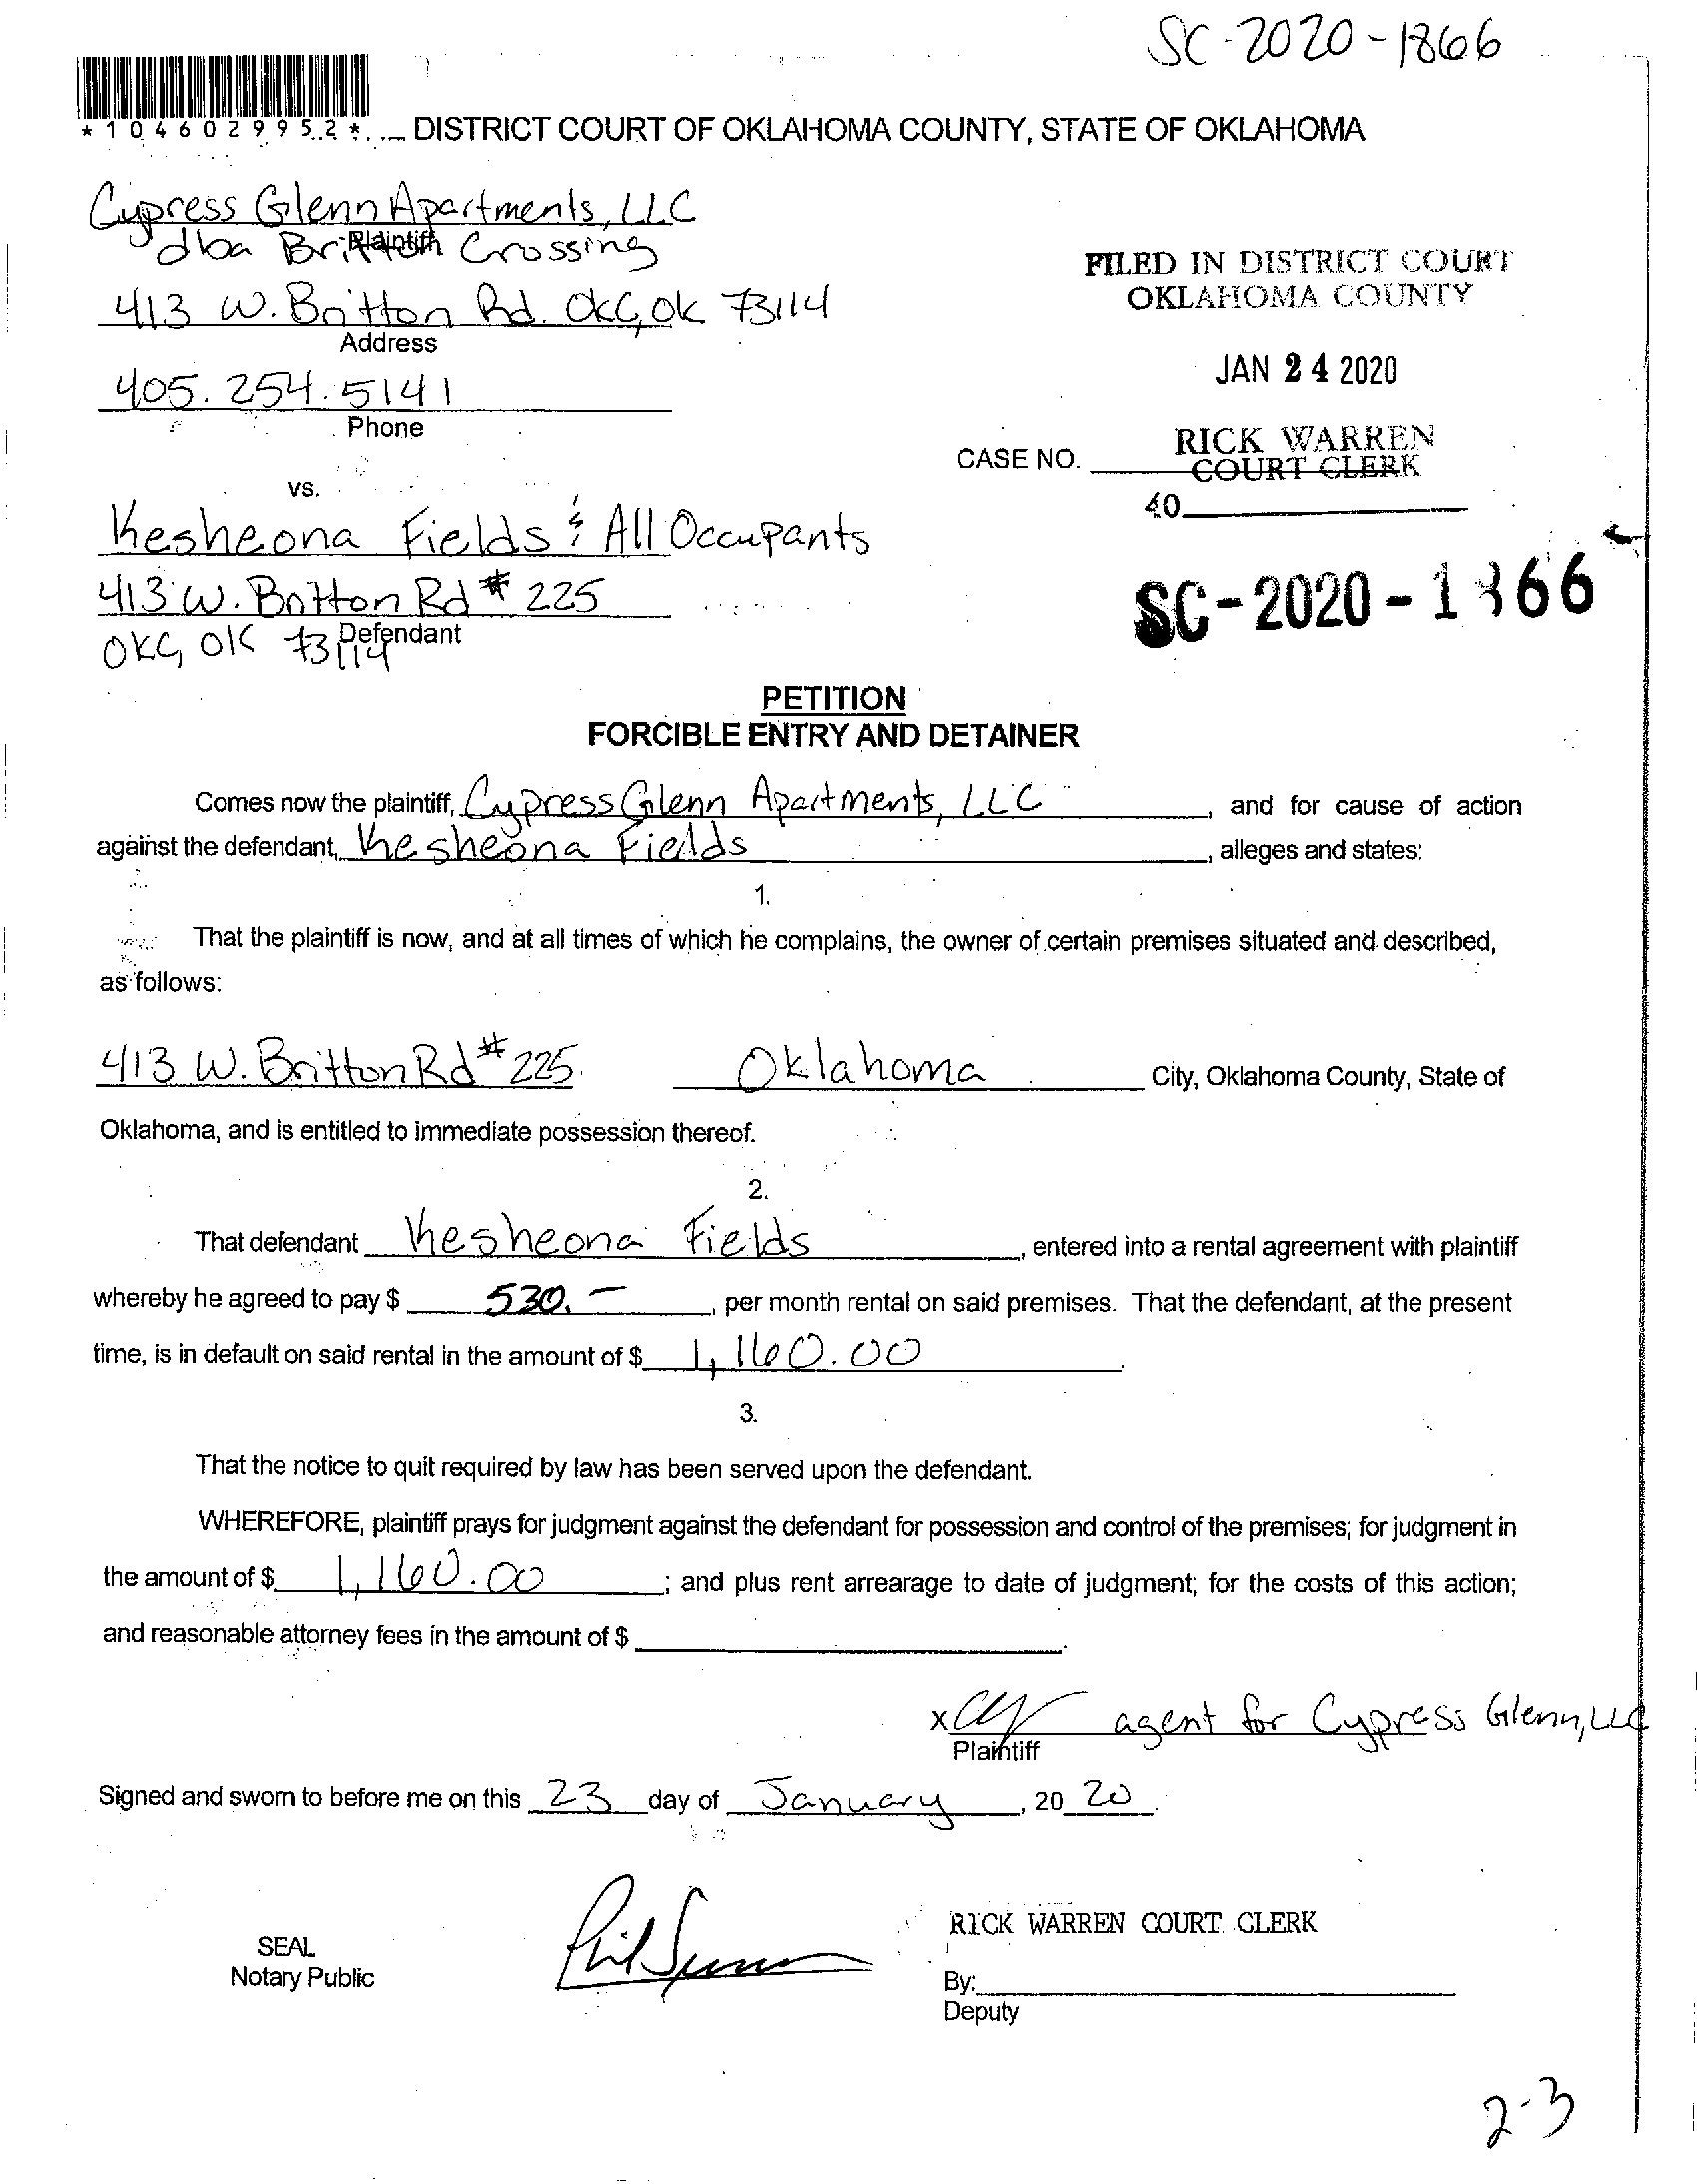 SC-2020-1866
*1046029952* DISTRICT COURT OF OKLAHOMA COUNTY, STATE OF OKLAHOMA
Cypress Glenn Apartments, LLC
dba Britton Crossing
Plaintiff
413 W. Britton Rd. OKC, OK 73114
Address
405.254.5141
Phone
FILED IN DISTRICT COURT
OKLAHOMA COUNTY
JAN 24 2020
RICK WARREN
COURT CLERK
CASE NO.
40
vs.
Kesheona Fields & All Occupants
413 W. Britton Rd # 225
OKC, OK 73114
Defendant
SC-2020-1866
PETITION
FORCIBLE ENTRY AND DETAINER
Comes now the plaintiff, Cypress Glenn Apartments, LLC, and for cause of action
against the defendant, Kesheona Fields, alleges and states:
1.
That the plaintiff is now, and at all times of which he complains, the owner of certain premises situated and described,
as follows:
413 W. Britton Rd # 225 Oklahoma City, Oklahoma County, State of
Oklahoma, and is entitled to immediate possession thereof.
2.
That defendant Kesheona Fields, entered into a rental agreement with plaintiff
whereby he agreed to pay $ 530.-, per month rental on said premises. That the defendant, at the present
time, is in default on said rental in the amount of $ 1,160.00.
3.
That the notice to quit required by law has been served upon the defendant.
WHEREFORE, plaintiff prays for judgment against the defendant for possession and control of the premises; for judgment in
the amount of $ 1,160.00; and plus rent arrearage to date of judgment; for the costs of this action;
and reasonable attorney fees in the amount of $
x agent for Cypress Glenn, LLC
Plaintiff
Signed and sworn to before me on this 23 day of January, 20 20.
SEAL
Notary Public
RICK WARREN COURT CLERK
By:
Deputy
2-3